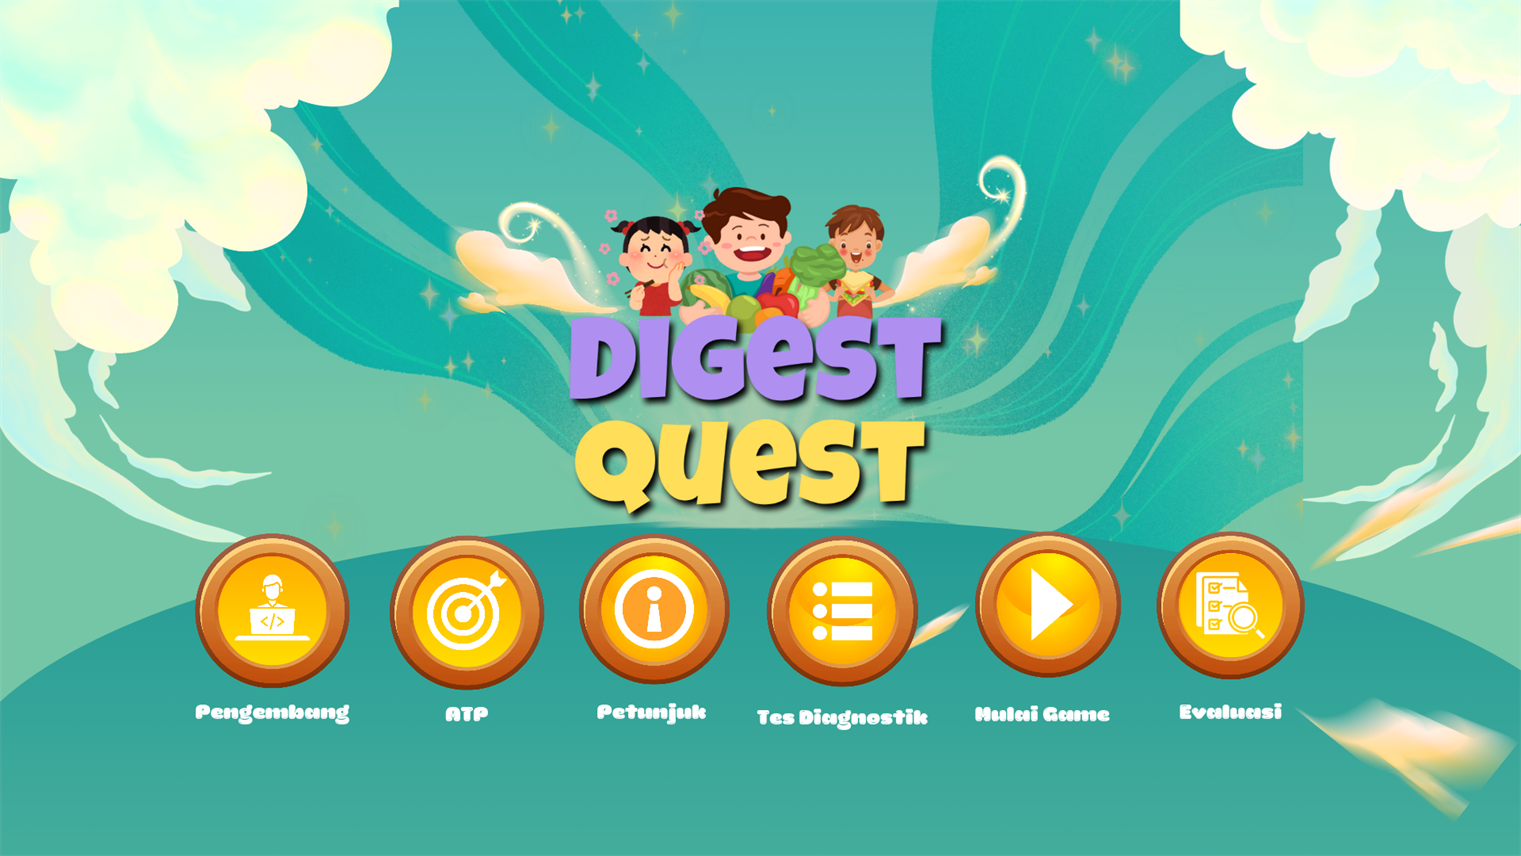 DIGEST
QUEST
Pengembang
ATP
Petunjuk
Tes Diagnostik
Mulai Game
Evaluasi